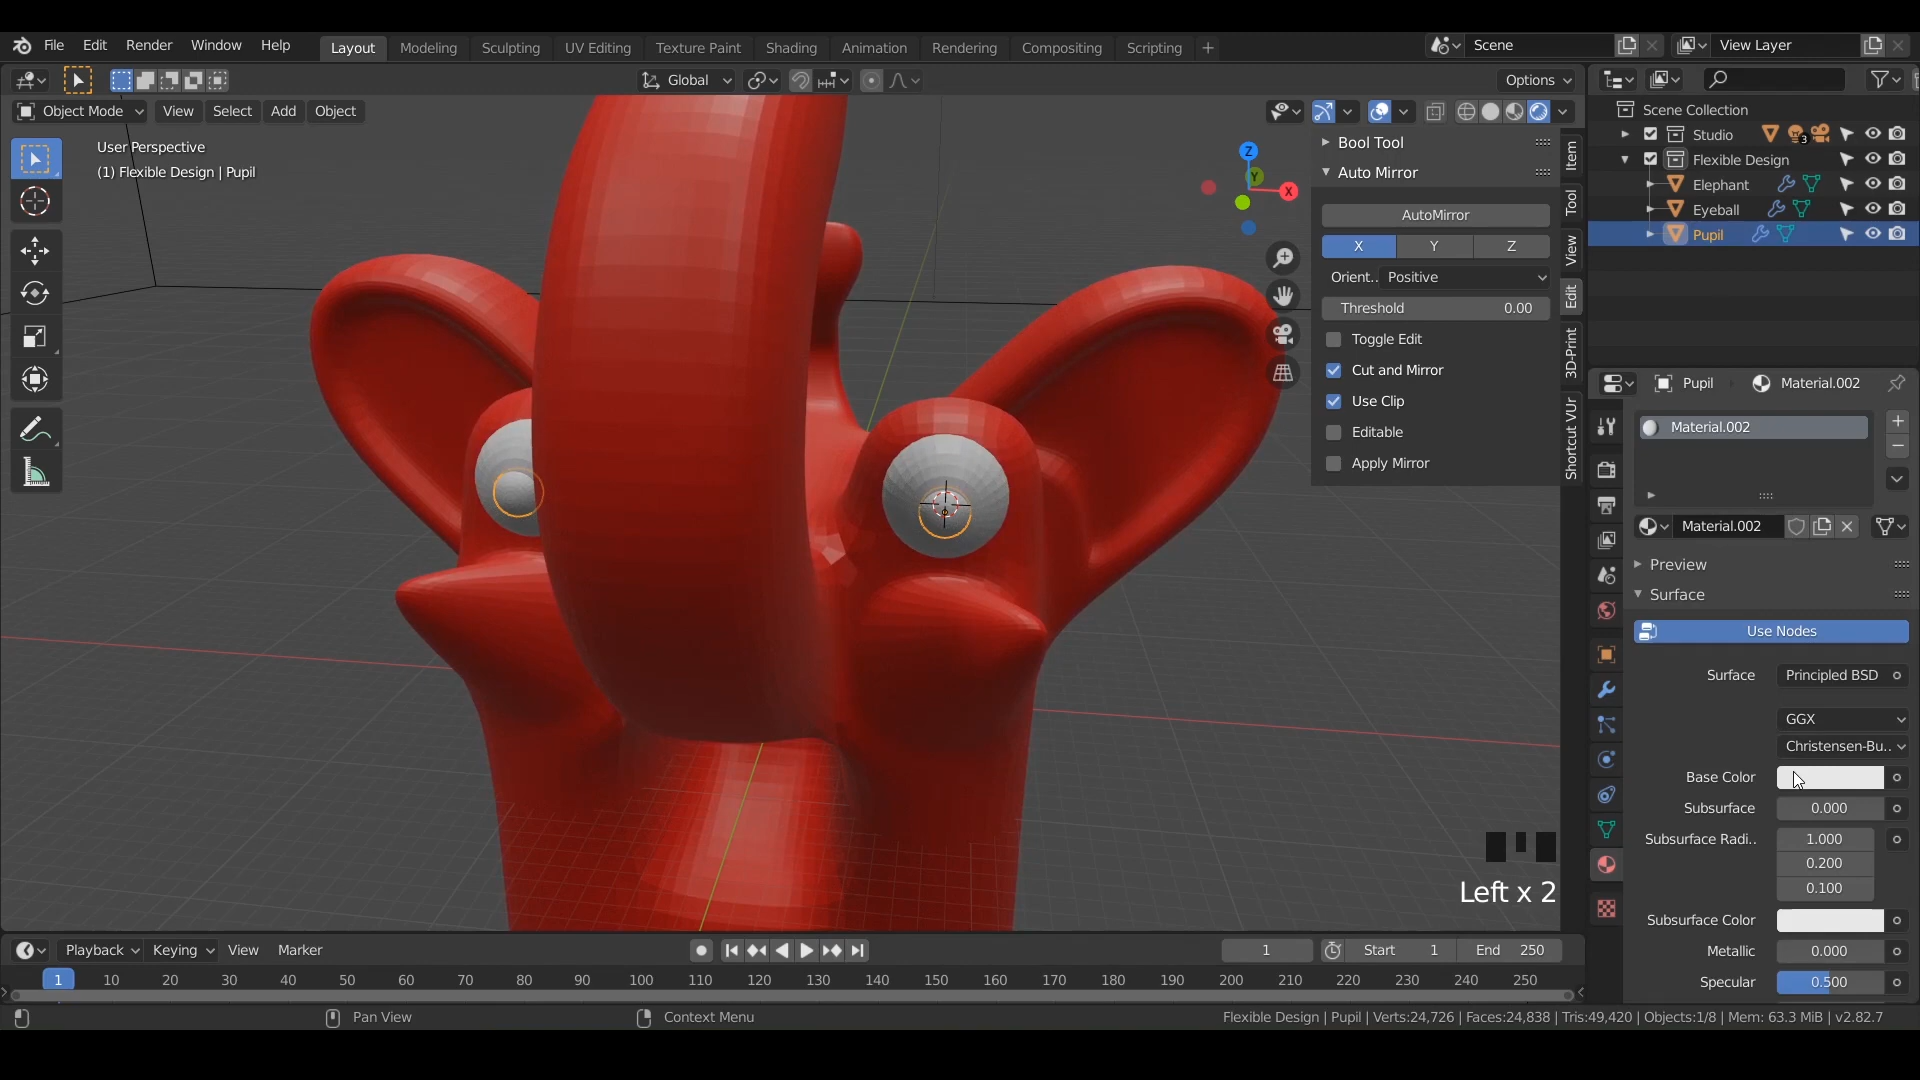 File Edit Render Window Help Layout Modeling Sculpting UV Editing Texture Paint Shading Animation Rendering Compositing Scripting + Scene View Layer
Global Options
Object Mode View Select Add Object
User Perspective
(1) Flexible Design | Pupil
Z
Y
X
Bool Tool
Auto Mirror
AutoMirror
X Y Z
Orient.. Positive
Threshold 0.00
Toggle Edit
Cut and Mirror
Use Clip
Editable
Apply Mirror
Item
Tool
View
Edit
3D-Print
Shortcut VUr
Scene Collection
Studio 3
Flexible Design
Elephant
Eyeball
Pupil
Pupil Material.002
Material.002
Material.002
Preview
Surface
Use Nodes
Surface Principled BSD
GGX
Christensen-Bu..
Base Color
Subsurface 0.000
Subsurface Radi.. 1.000
0.200
0.100
Subsurface Color
Metallic 0.000
Specular 0.500
Left x 2
Playback Keying View Marker 1 Start 1 End 250
1 10 20 30 40 50 60 70 80 90 100 110 120 130 140 150 160 170 180 190 200 210 220 230 240 250
Pan View Context Menu Flexible Design | Pupil | Verts:24,726 | Faces:24,838 | Tris:49,420 | Objects:1/8 | Mem: 63.3 MiB | v2.82.7